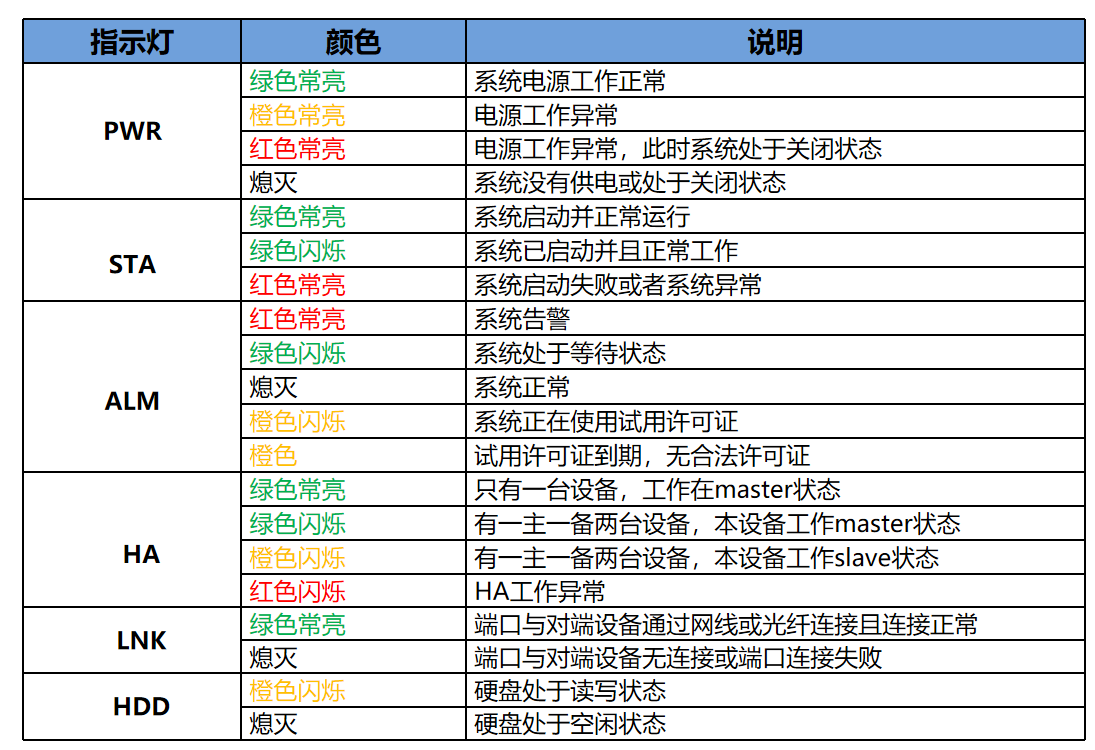 指示灯 颜色 说明
PWR
绿色常亮 系统电源工作正常
橙色常亮 电源工作异常
红色常亮 电源工作异常，此时系统处于关闭状态
熄灭 系统没有供电或处于关闭状态
STA
绿色常亮 系统启动并正常运行
绿色闪烁 系统已启动并且正常工作
红色常亮 系统启动失败或者系统异常
ALM
红色常亮 系统告警
绿色闪烁 系统处于等待状态
熄灭 系统正常
橙色闪烁 系统正在使用试用许可证
橙色 试用许可证到期，无合法许可证
HA
绿色常亮 只有一台设备，工作在master状态
绿色闪烁 有一主一备两台设备，本设备工作master状态
橙色闪烁 有一主一备两台设备，本设备工作slave状态
红色闪烁 HA工作异常
LNK
绿色常亮 端口与对端设备通过网线或光纤连接且连接正常
熄灭 端口与对端设备无连接或端口连接失败
HDD
橙色闪烁 硬盘处于读写状态
熄灭 硬盘处于空闲状态